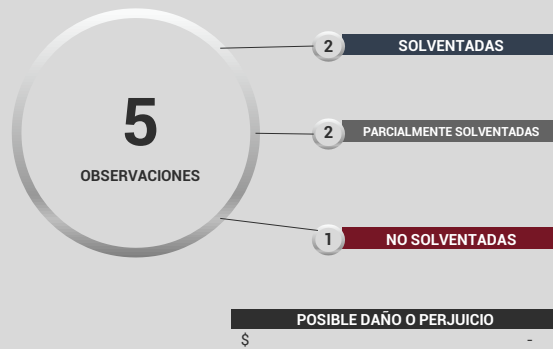 5
OBSERVACIONES
2 SOLVENTADAS
2 PARCIALMENTE SOLVENTADAS
1 NO SOLVENTADAS
POSIBLE DAÑO O PERJUICIO
$ -